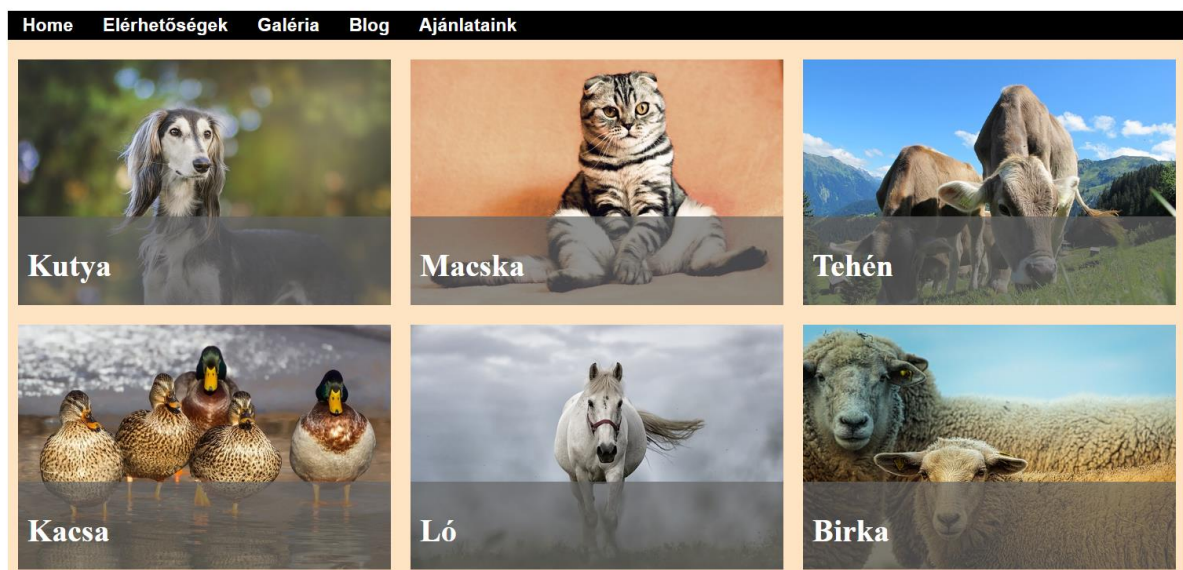 Home Elérhetőségek Galéria Blog Ajánlataink
Kutya Macska Tehén
Kacsa Ló Birka